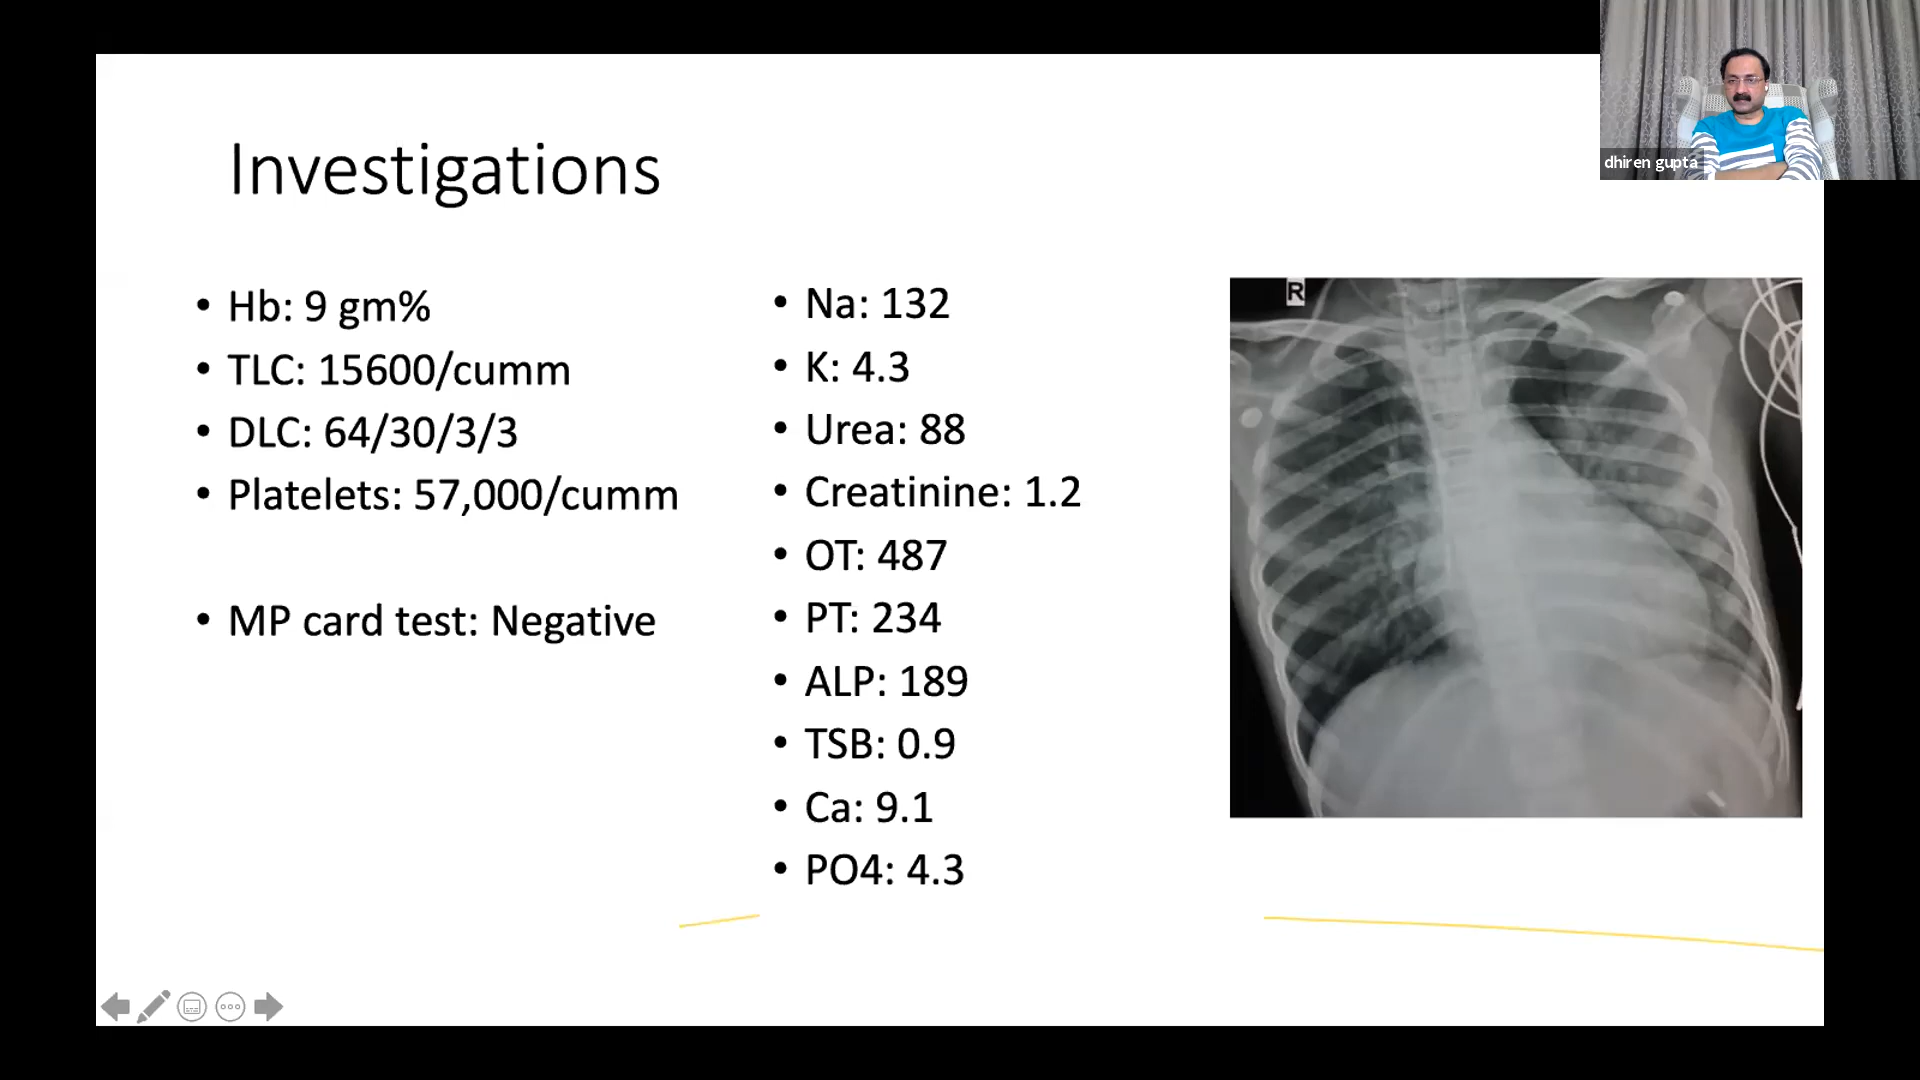 dhiren gupta
Investigations
• Hb: 9 gm%
• TLC: 15600/cumm
• DLC: 64/30/3/3
• Platelets: 57,000/cumm
• MP card test: Negative
• Na: 132
• K: 4.3
• Urea: 88
• Creatinine: 1.2
• OT: 487
• PT: 234
• ALP: 189
• TSB: 0.9
• Ca: 9.1
• PO4: 4.3
R